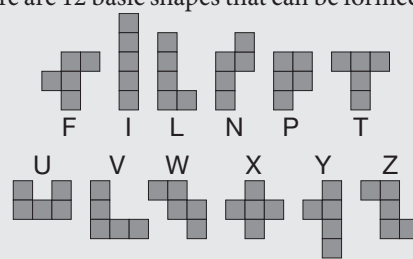 re are 12 basic shapes that can be formed
F I L N P T
U V W X Y Z